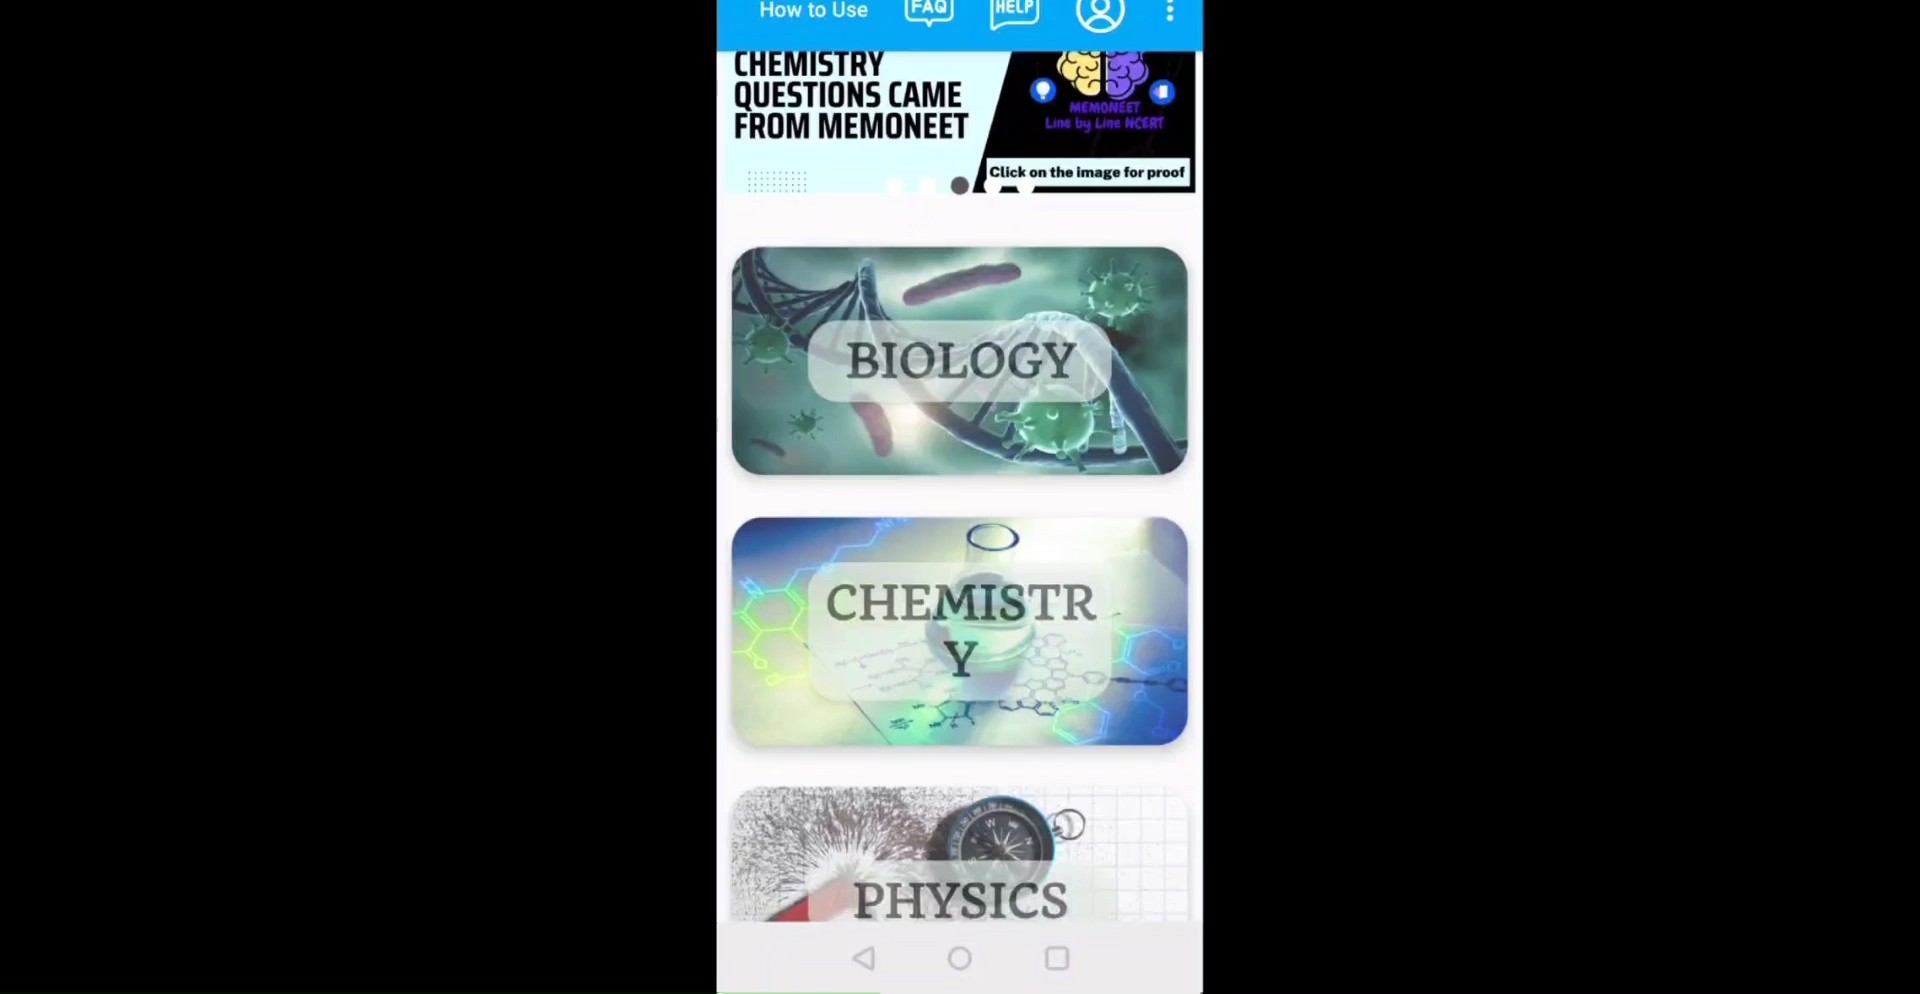 How to Use
FAQ
HELP
CHEMISTRY
QUESTIONS CAME
FROM MEMONEET
MEMONEET
Line by Line NCERT
Click on the image for proof
BIOLOGY
CHEMISTR
Y
PHYSICS